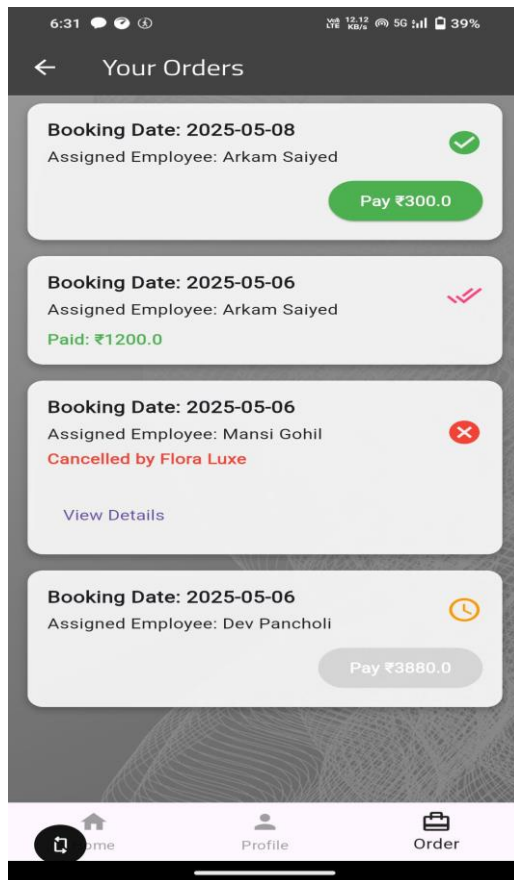 6:31
Vo)) LTE 12.12 KB/s 5G 39%
Your Orders
Booking Date: 2025-05-08
Assigned Employee: Arkam Saiyed
Pay ₹300.0
Booking Date: 2025-05-06
Assigned Employee: Arkam Saiyed
Paid: ₹1200.0
Booking Date: 2025-05-06
Assigned Employee: Mansi Gohil
Cancelled by Flora Luxe
View Details
Booking Date: 2025-05-06
Assigned Employee: Dev Pancholi
Pay ₹3880.0
ome
Profile
Order